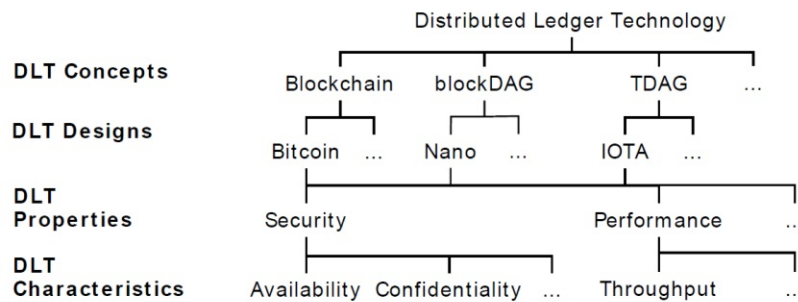 Distributed Ledger Technology
DLT Concepts
Blockchain blockDAG TDAG ...
DLT Designs
Bitcoin ... Nano ... IOTA ...
DLT
Properties
Security Performance ..
DLT
Characteristics
Availability Confidentiality ... Throughput ..